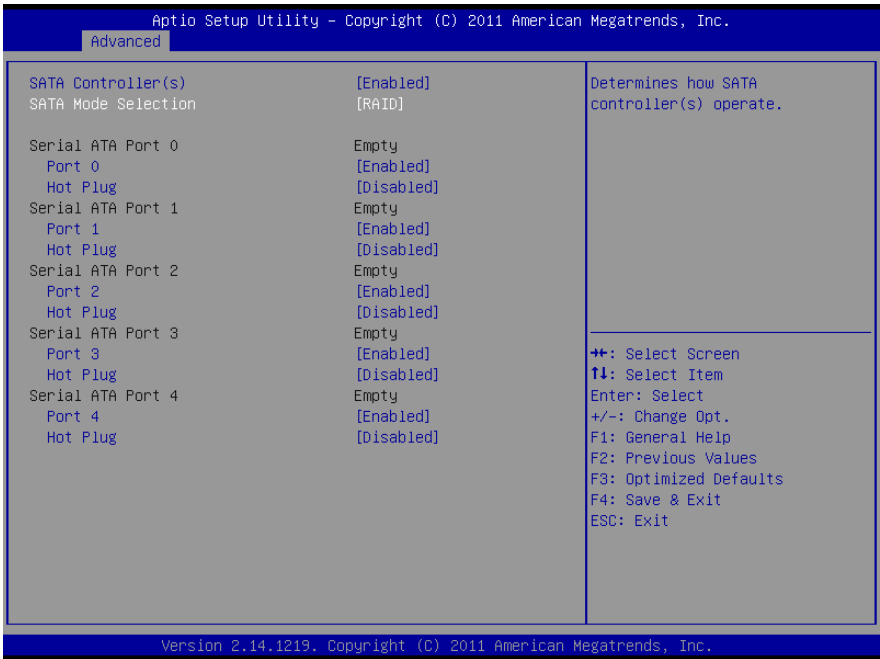 Aptio Setup Utility – Copyright (C) 2011 American Megatrends, Inc.
Advanced
SATA Controller(s) [Enabled]
SATA Mode Selection [RAID]
Serial ATA Port 0 Empty
Port 0 [Enabled]
Hot Plug [Disabled]
Serial ATA Port 1 Empty
Port 1 [Enabled]
Hot Plug [Disabled]
Serial ATA Port 2 Empty
Port 2 [Enabled]
Hot Plug [Disabled]
Serial ATA Port 3 Empty
Port 3 [Enabled]
Hot Plug [Disabled]
Serial ATA Port 4 Empty
Port 4 [Enabled]
Hot Plug [Disabled]
Determines how SATA
controller(s) operate.
→←: Select Screen
↑↓: Select Item
Enter: Select
+/-: Change Opt.
F1: General Help
F2: Previous Values
F3: Optimized Defaults
F4: Save & Exit
ESC: Exit
Version 2.14.1219. Copyright (C) 2011 American Megatrends, Inc.